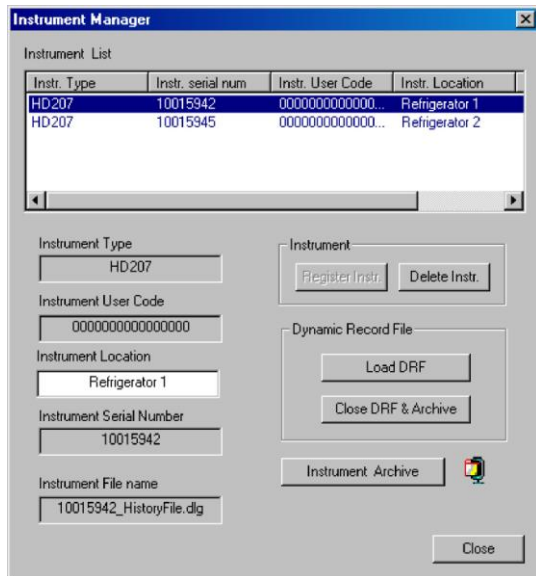 Instrument Manager
Instrument List
Instr. Type Instr. serial num Instr. User Code Instr. Location
HD207 10015942 0000000000000... Refrigerator 1
HD207 10015945 0000000000000... Refrigerator 2
Instrument Type
HD207
Instrument User Code
0000000000000000
Instrument Location
Refrigerator 1
Instrument Serial Number
10015942
Instrument File name
10015942_HistoryFile.dlg
Instrument
Register Instr. Delete Instr.
Dynamic Record File
Load DRF
Close DRF & Archive
Instrument Archive
Close